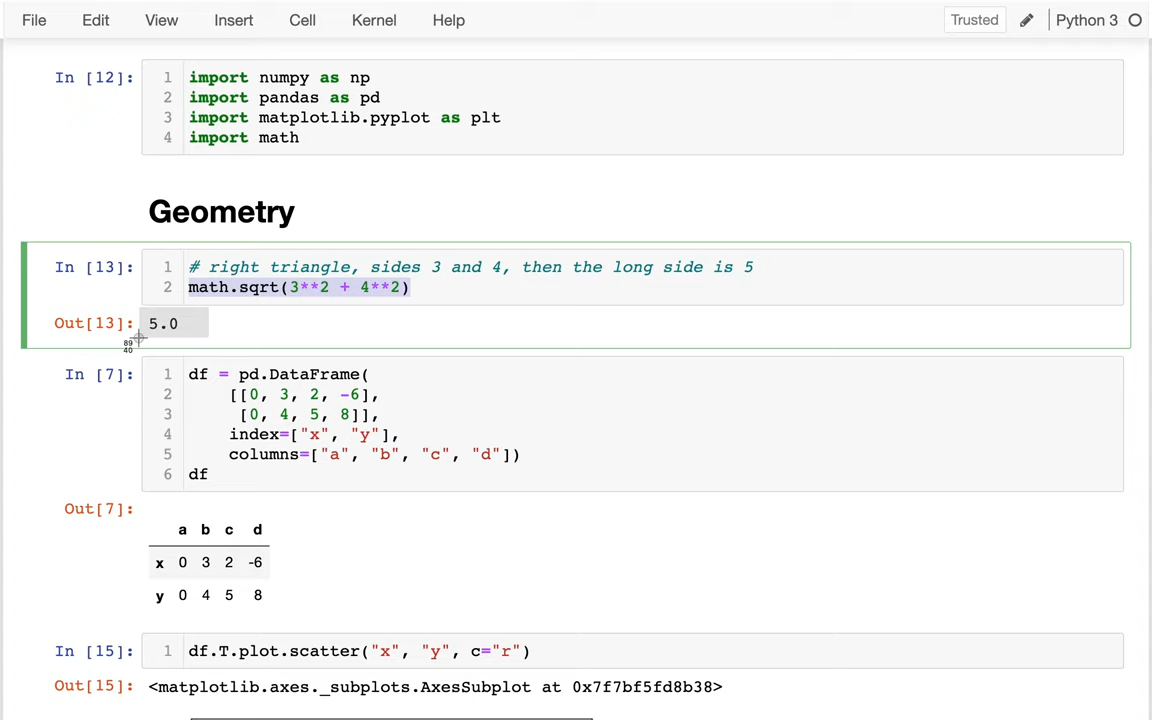 File Edit View Insert Cell Kernel Help Trusted Python 3
In [12]:
1 import numpy as np
2 import pandas as pd
3 import matplotlib.pyplot as plt
4 import math
Geometry
In [13]:
1 # right triangle, sides 3 and 4, then the long side is 5
2 math.sqrt(3**2 + 4**2)
Out[13]: 5.0
89
40
In [7]:
1 df = pd.DataFrame(
2 [[0, 3, 2, -6],
3 [0, 4, 5, 8]],
4 index=["x", "y"],
5 columns=["a", "b", "c", "d"])
6 df
Out[7]:
a b c d
x 0 3 2 -6
y 0 4 5 8
In [15]: 1 df.T.plot.scatter("x", "y", c="r")
Out[15]: <matplotlib.axes._subplots.AxesSubplot at 0x7f7bf5fd8b38>